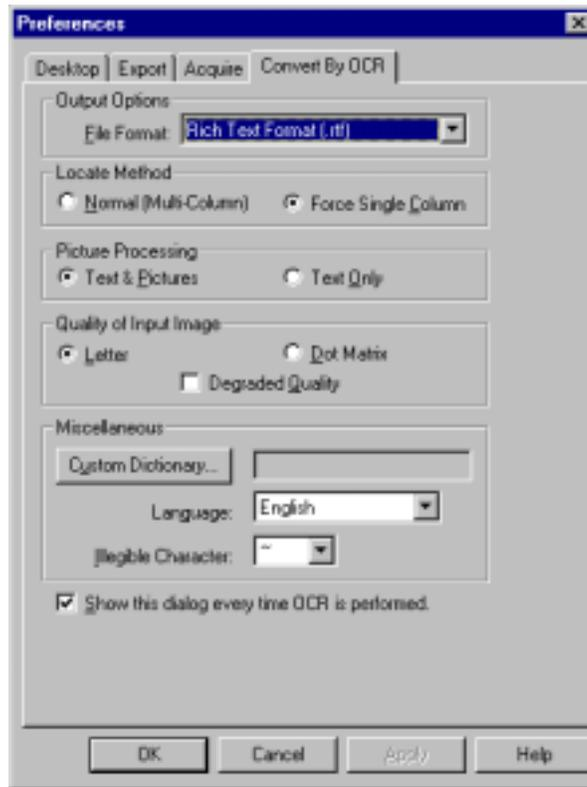 Preferences
Desktop Export Acquire Convert By OCR
Output Options
File Format: Rich Text Format (.rtf)
Locate Method
Normal (Multi-Column) Force Single Column
Picture Processing
Text & Pictures Text Only
Quality of Input Image
Letter Dot Matrix
Degraded Quality
Miscellaneous
Custom Dictionary...
Language: English
Illegible Character: ~
Show this dialog every time OCR is performed.
OK Cancel Apply Help